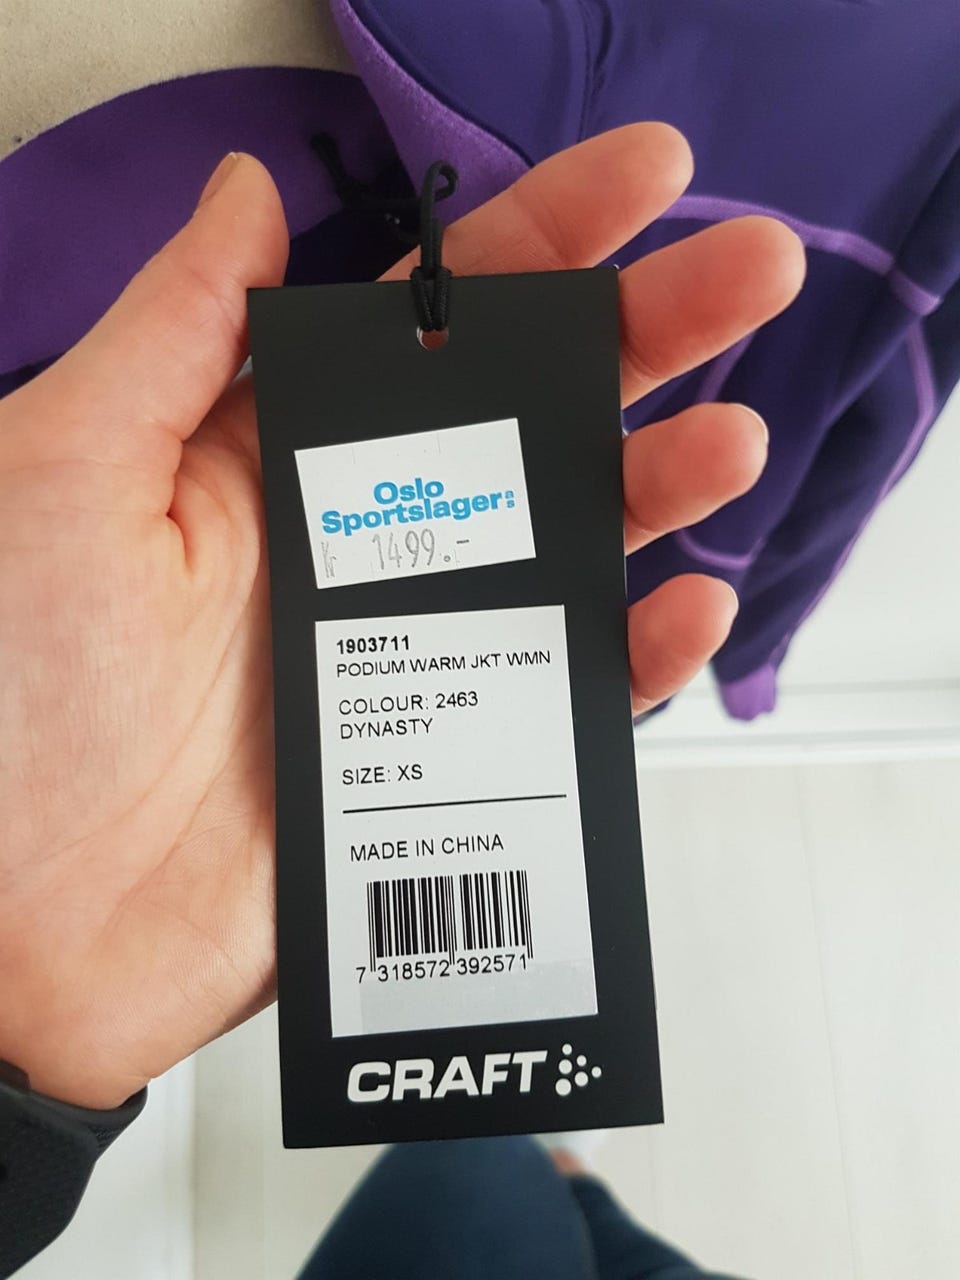 Oslo
Sportslager as
kr 1499.-
1903711
PODIUM WARM JKT WMN
COLOUR: 2463
DYNASTY
SIZE: XS
MADE IN CHINA
7 318572 392571
CRAFT